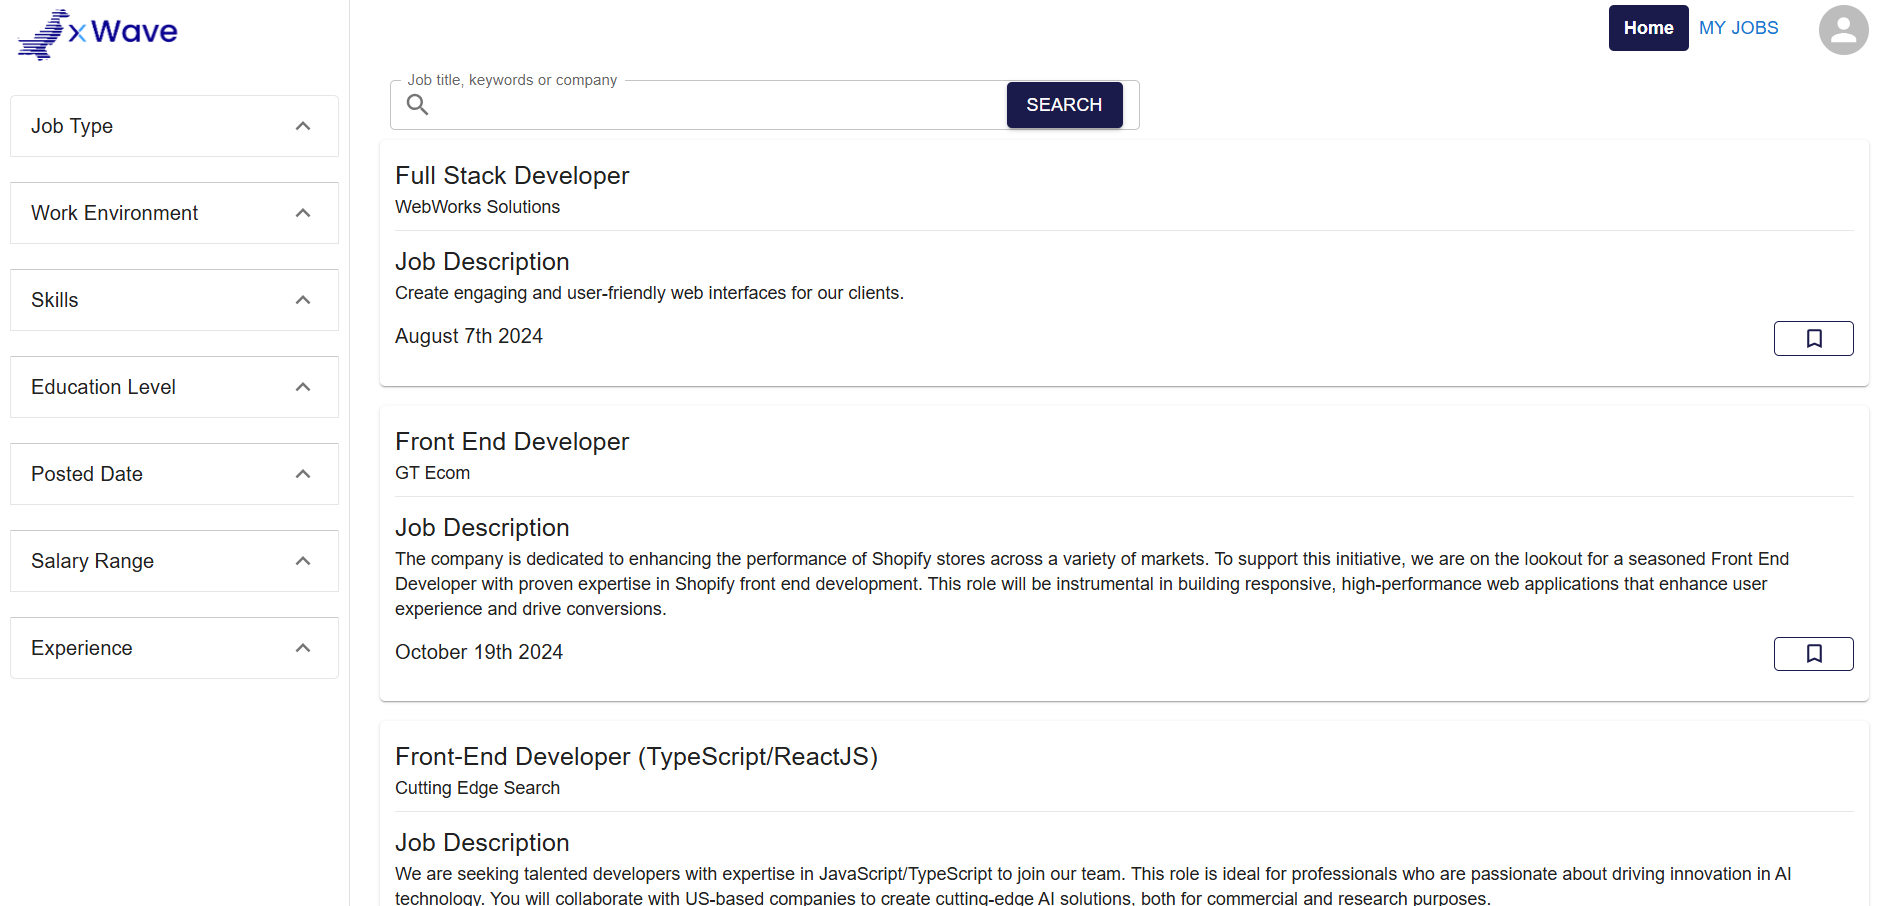 x Wave
Home
MY JOBS
Job Type
Work Environment
Skills
Education Level
Posted Date
Salary Range
Experience
Job title, keywords or company
SEARCH
Full Stack Developer
WebWorks Solutions
Job Description
Create engaging and user-friendly web interfaces for our clients.
August 7th 2024
Front End Developer
GT Ecom
Job Description
The company is dedicated to enhancing the performance of Shopify stores across a variety of markets. To support this initiative, we are on the lookout for a seasoned Front End
Developer with proven expertise in Shopify front end development. This role will be instrumental in building responsive, high-performance web applications that enhance user
experience and drive conversions.
October 19th 2024
Front-End Developer (TypeScript/ReactJS)
Cutting Edge Search
Job Description
We are seeking talented developers with expertise in JavaScript/TypeScript to join our team. This role is ideal for professionals who are passionate about driving innovation in AI
technology. You will collaborate with US-based companies to create cutting-edge AI solutions, both for commercial and research purposes.